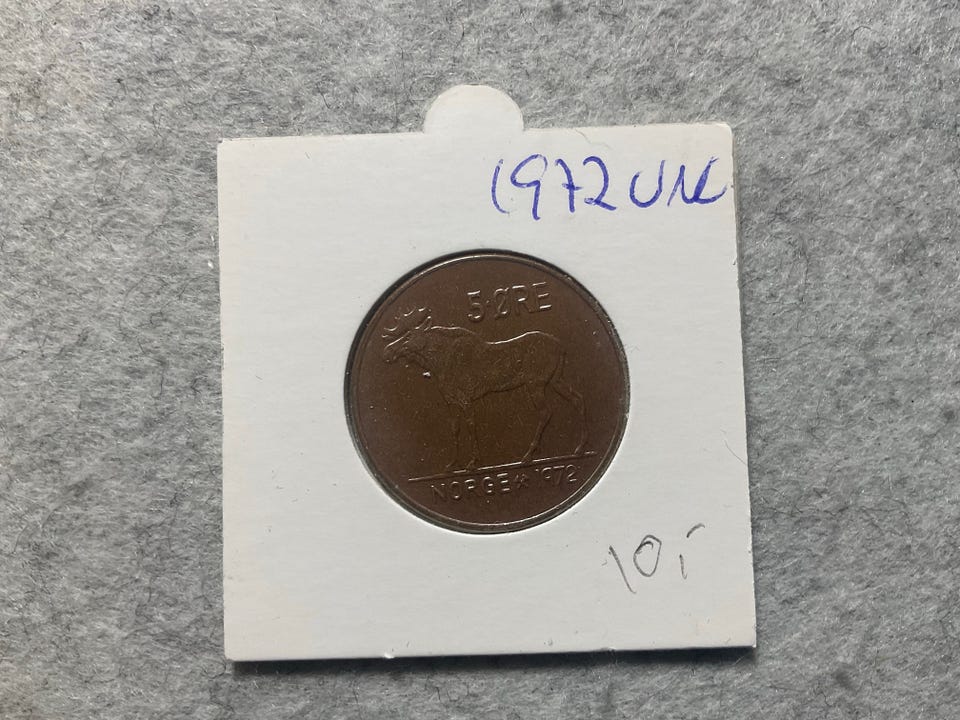 1972 UNC
5 ØRE
NORGE ⚒ 1972
10,-